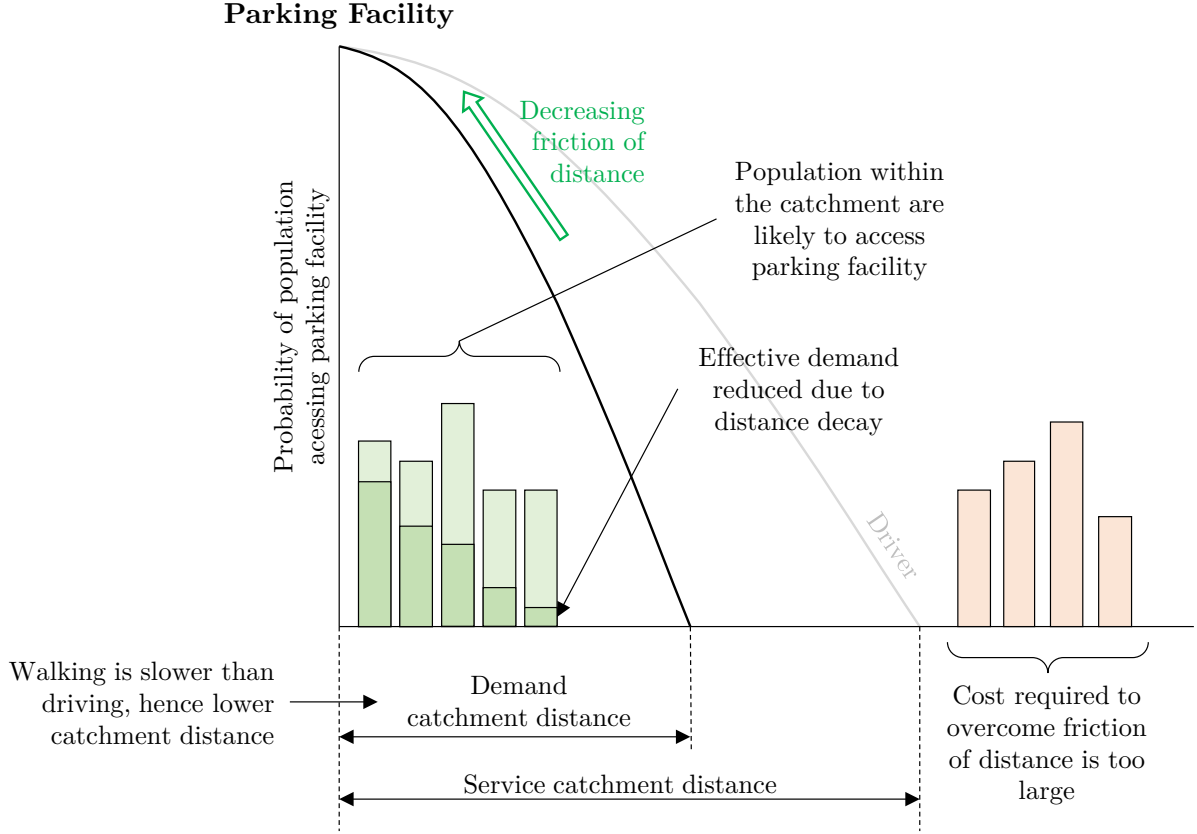 Parking Facility
Decreasing
friction of
distance
Population within
the catchment are
likely to access
parking facility
Probability of population
acessing parking facility
Effective demand
reduced due to
distance decay
Driver
Walking is slower than
driving, hence lower
catchment distance
Demand
catchment distance
Service catchment distance
Cost required to
overcome friction
of distance is too
large